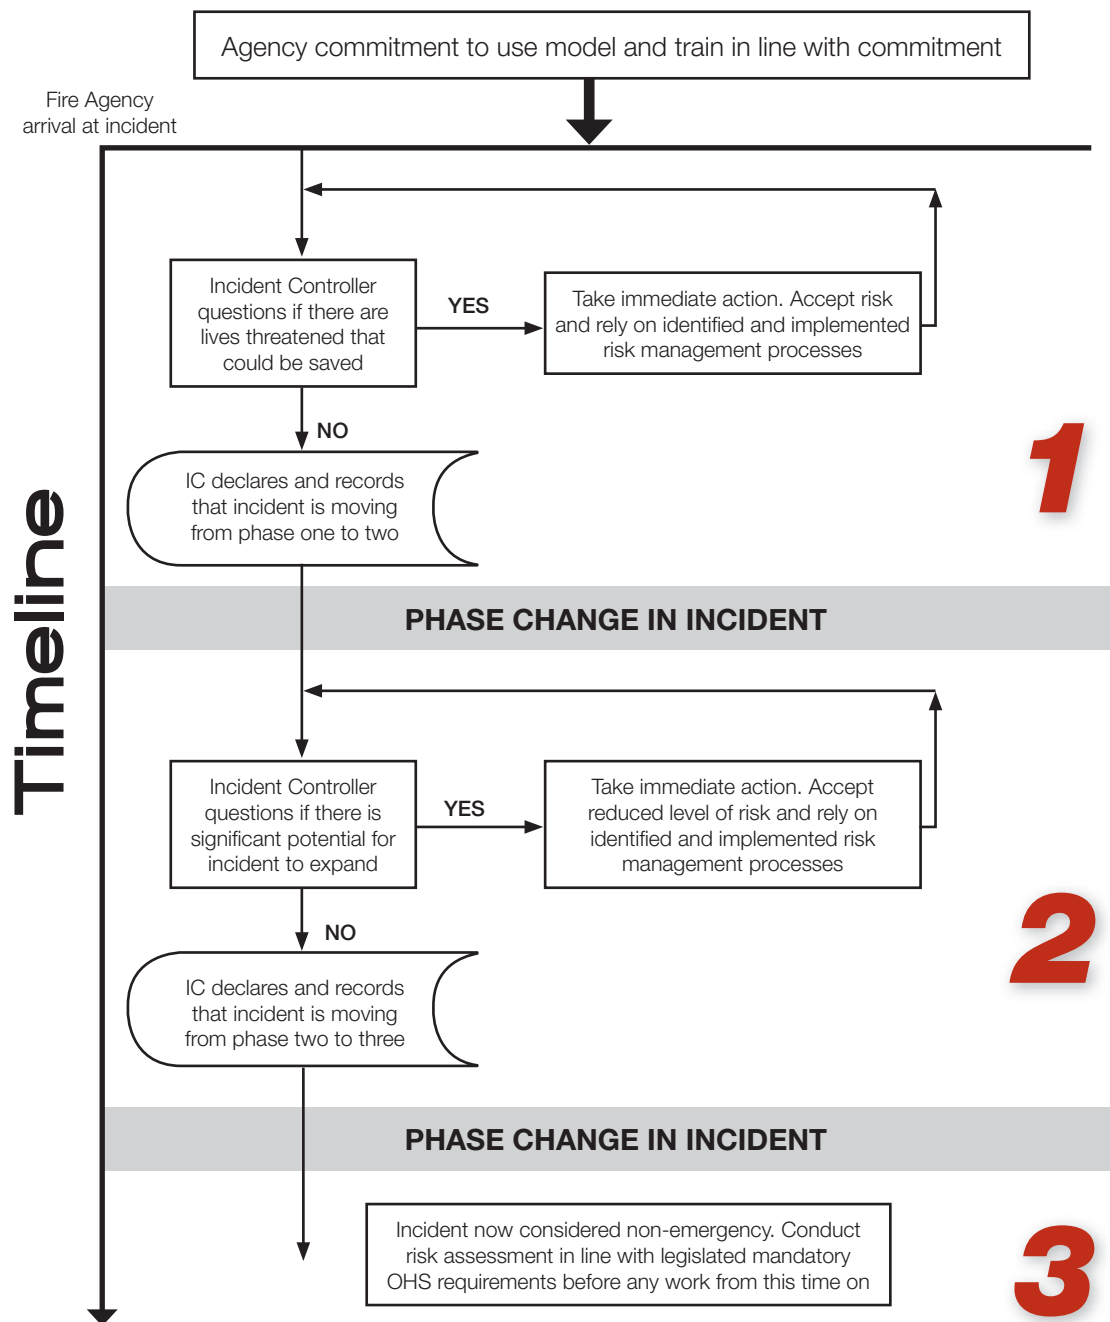 Agency commitment to use model and train in line with commitment
Fire Agency
arrival at incident
Timeline
Incident Controller
questions if there are
lives threatened that
could be saved
YES
Take immediate action. Accept risk
and rely on identified and implemented
risk management processes
NO
IC declares and records
that incident is moving
from phase one to two
1
PHASE CHANGE IN INCIDENT
Incident Controller
questions if there is
significant potential for
incident to expand
YES
Take immediate action. Accept
reduced level of risk and rely on
identified and implemented risk
management processes
NO
IC declares and records
that incident is moving
from phase two to three
2
PHASE CHANGE IN INCIDENT
Incident now considered non-emergency. Conduct
risk assessment in line with legislated mandatory
OHS requirements before any work from this time on
3